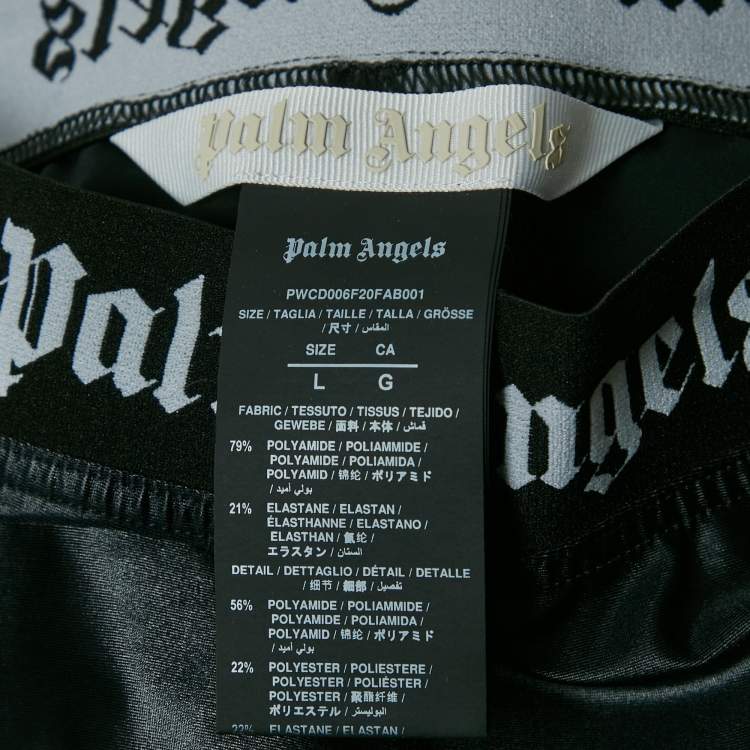 Palm Angels
Palm Angels
PWCD006F20FAB001
SIZE / TAGLIA / TAILLE / TALLA / GRÖSSE
/ 尺寸 / المقاس
SIZE CA
L G
FABRIC / TESSUTO / TISSUS / TEJIDO /
GEWEBE / 面料 / 本体 / قماش
79% POLYAMIDE / POLIAMMIDE /
POLYAMIDE / POLIAMIDA /
POLYAMID / 锦纶 / ポリアミド
/ بولي أميد
21% ELASTANE / ELASTAN /
ÉLASTHANNE / ELASTANO /
ELASTHAN / 氨纶 /
エラスタン / الستان
DETAIL / DETTAGLIO / DÉTAIL / DETALLE
/ 细节 / 細部 / تفصيل
56% POLYAMIDE / POLIAMMIDE /
POLYAMIDE / POLIAMIDA /
POLYAMID / 锦纶 / ポリアミド
/ بولي أميد
22% POLYESTER / POLIESTERE /
POLYESTER / POLIÉSTER /
POLYESTER / 聚酯纤维 /
ポリエステル / البوليستر
22% ELASTANE / ELASTAN /
Palm Angels